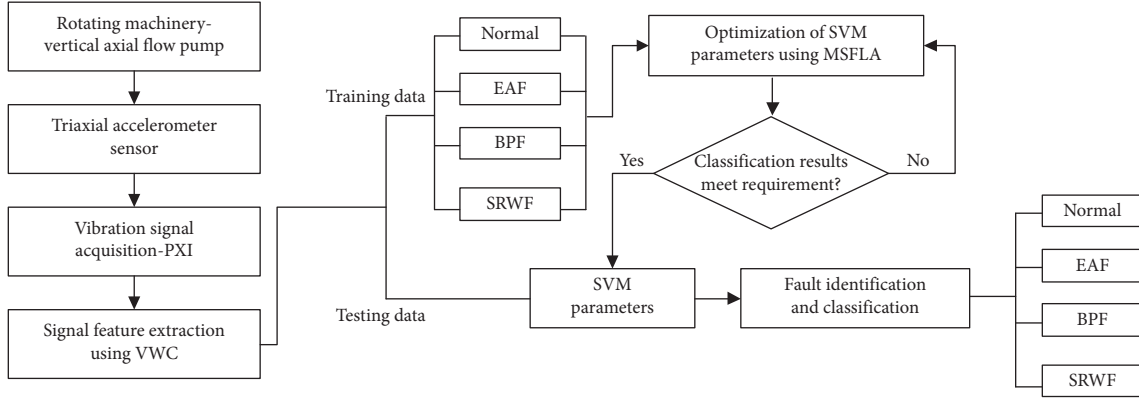 Rotating machinery-
vertical axial flow pump
Triaxial accelerometer
sensor
Vibration signal
acquisition-PXI
Signal feature extraction
using VWC
Training data
Normal
EAF
BPF
SRWF
Optimization of SVM
parameters using MSFLA
Yes
Classification results
meet requirement?
No
Testing data
SVM
parameters
Fault identification
and classification
Normal
EAF
BPF
SRWF